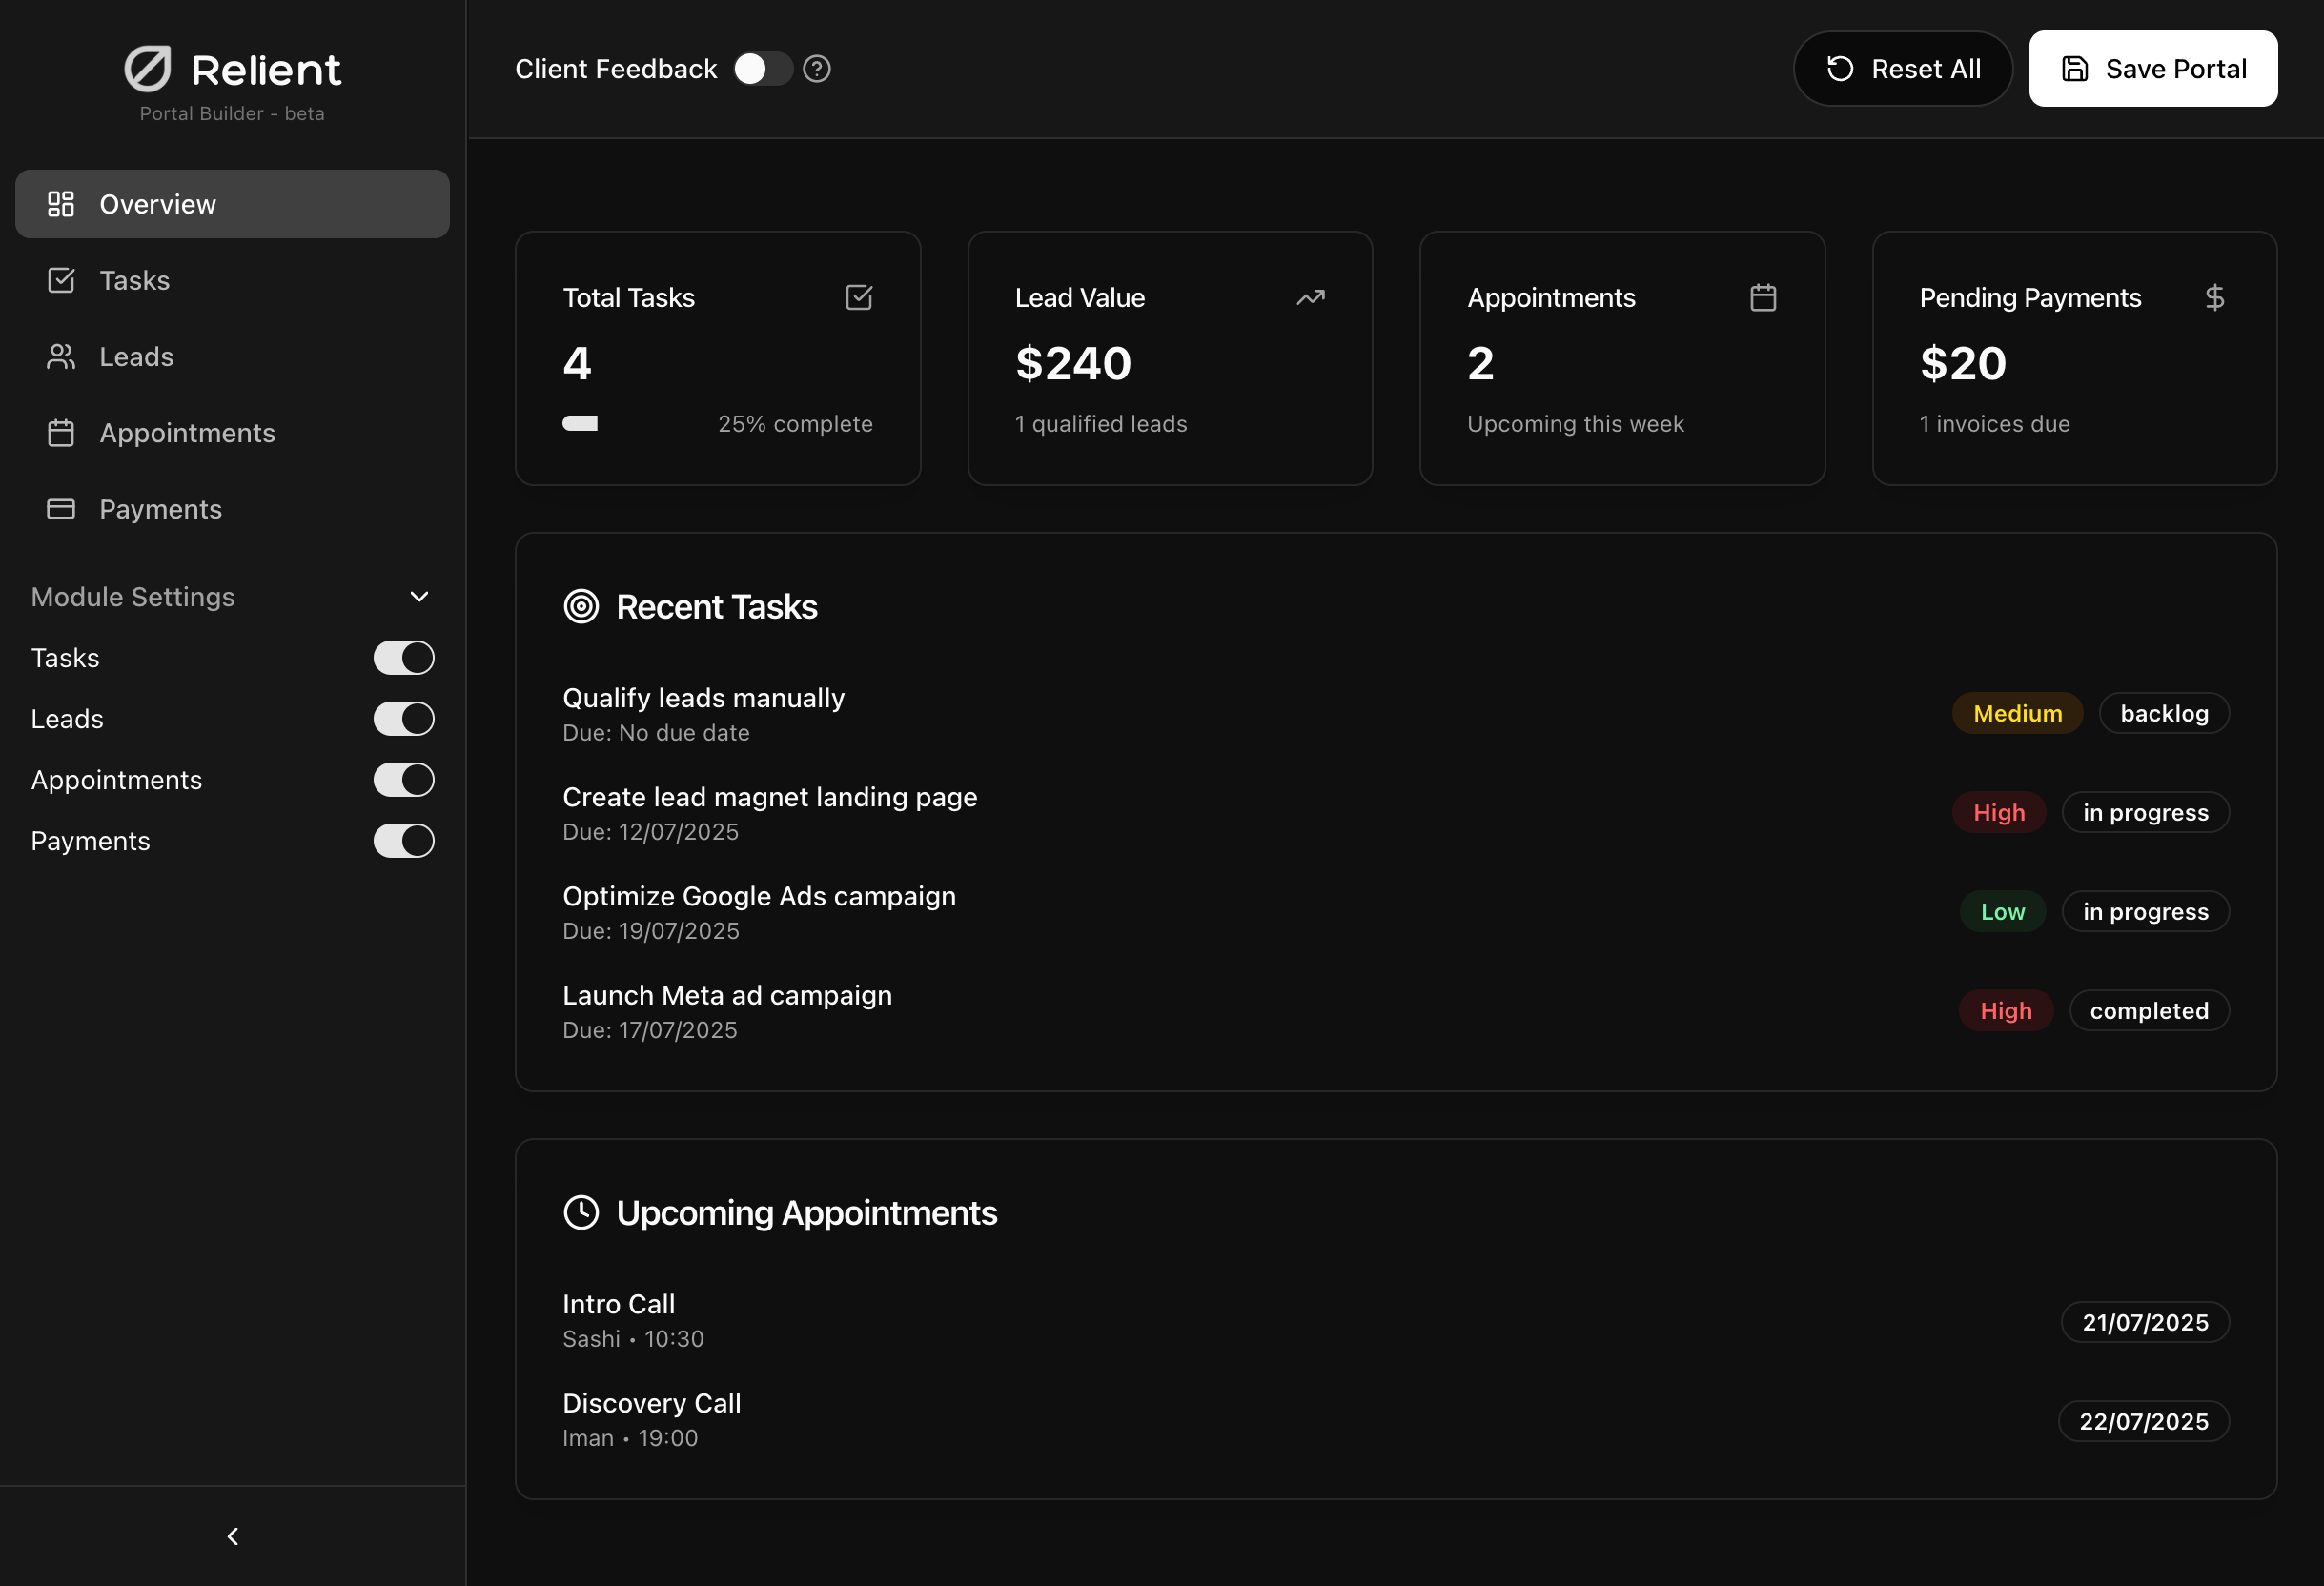 Relient
Portal Builder - beta
Overview
Tasks
Leads
Appointments
Payments
Module Settings
Tasks
Leads
Appointments
Payments
Client Feedback
Reset All
Save Portal
Total Tasks
4
25% complete
Lead Value
$240
1 qualified leads
Appointments
2
Upcoming this week
Pending Payments
$20
1 invoices due
Recent Tasks
Qualify leads manually
Due: No due date
Medium backlog
Create lead magnet landing page
Due: 12/07/2025
High in progress
Optimize Google Ads campaign
Due: 19/07/2025
Low in progress
Launch Meta ad campaign
Due: 17/07/2025
High completed
Upcoming Appointments
Intro Call
Sashi • 10:30
21/07/2025
Discovery Call
Iman • 19:00
22/07/2025